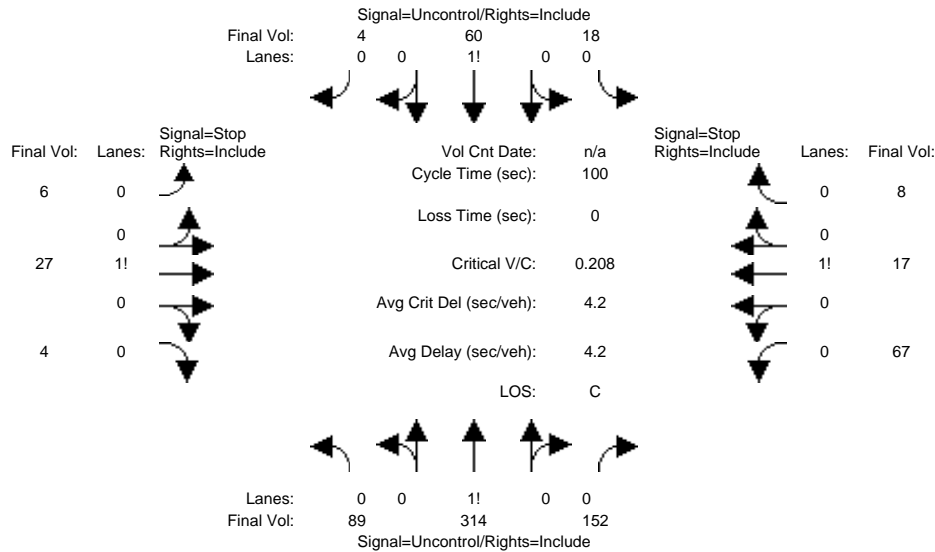 Signal=Uncontrol/Rights=Include
Final Vol: 4 60 18
Lanes: 0 0 1! 0 0
Signal=Stop
Final Vol: Lanes: Rights=Include
Vol Cnt Date: n/a
Signal=Stop
Rights=Include Lanes: Final Vol:
Cycle Time (sec): 100
6 0
0 8
Loss Time (sec): 0
0
0
27 1!
Critical V/C: 0.208
1! 17
0
Avg Crit Del (sec/veh): 4.2
0
4 0
Avg Delay (sec/veh): 4.2
0 67
LOS: C
Lanes: 0 0 1! 0 0
Final Vol: 89 314 152
Signal=Uncontrol/Rights=Include